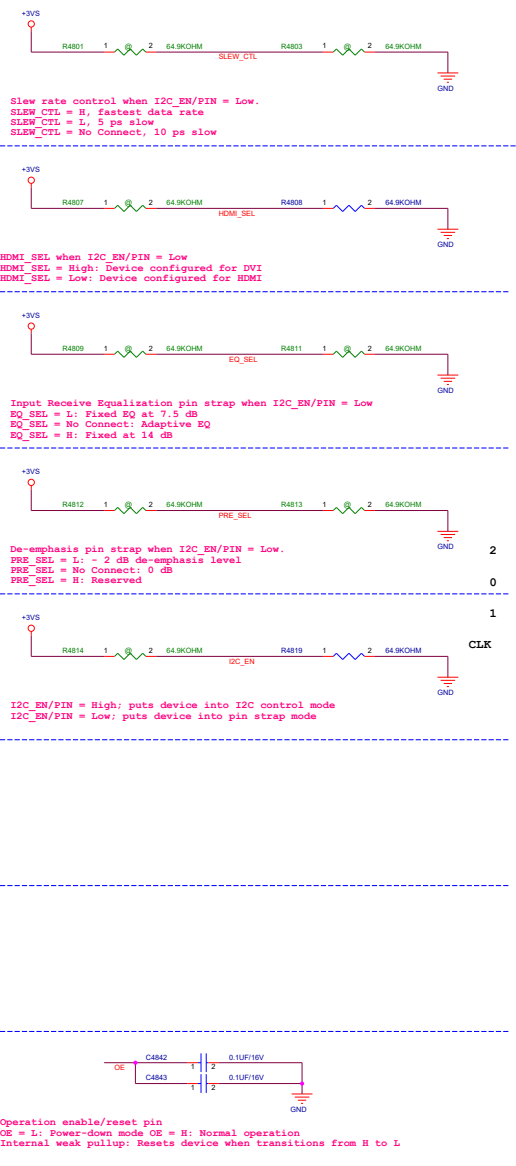 +3VS
R4801 1 @ 2 64.9KOHM R4803 1 @ 2 64.9KOHM
SLEW_CTL
GND
Slew rate control when I2C_EN/PIN = Low.
SLEW_CTL = H, fastest data rate
SLEW_CTL = L, 5 ps slow
SLEW_CTL = No Connect, 10 ps slow
+3VS
R4807 1 @ 2 64.9KOHM R4808 1 2 64.9KOHM
HDMI_SEL
GND
HDMI_SEL when I2C_EN/PIN = Low
HDMI_SEL = High: Device configured for DVI
HDMI_SEL = Low: Device configured for HDMI
+3VS
R4809 1 @ 2 64.9KOHM R4811 1 @ 2 64.9KOHM
EQ_SEL
GND
Input Receive Equalization pin strap when I2C_EN/PIN = Low
EQ_SEL = L: Fixed EQ at 7.5 dB
EQ_SEL = No Connect: Adaptive EQ
EQ_SEL = H: Fixed at 14 dB
+3VS
R4812 1 @ 2 64.9KOHM R4813 1 @ 2 64.9KOHM
PRE_SEL
GND
De-emphasis pin strap when I2C_EN/PIN = Low.
PRE_SEL = L: - 2 dB de-emphasis level
PRE_SEL = No Connect: 0 dB
PRE_SEL = H: Reserved
2
0
1
CLK
+3VS
R4814 1 @ 2 64.9KOHM R4819 1 2 64.9KOHM
I2C_EN
GND
I2C_EN/PIN = High; puts device into I2C control mode
I2C_EN/PIN = Low; puts device into pin strap mode
OE
C4842 1 2 0.1UF/16V
C4843 1 2 0.1UF/16V
GND
Operation enable/reset pin
OE = L: Power-down mode OE = H: Normal operation
Internal weak pullup: Resets device when transitions from H to L